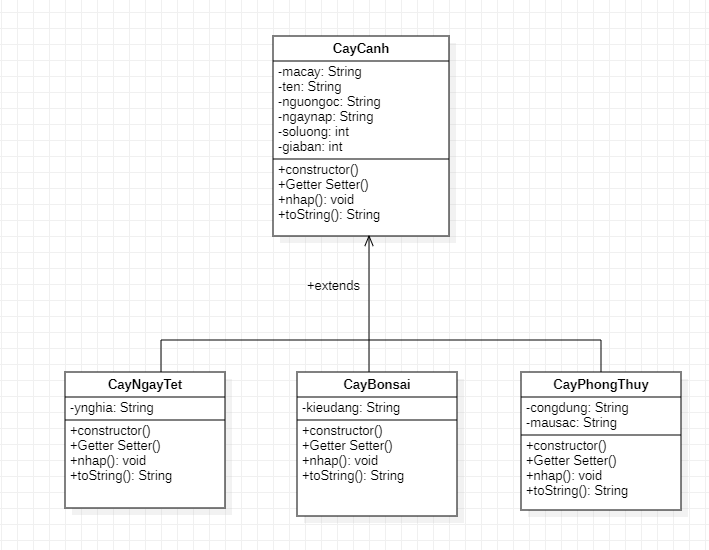 CayCanh
-macay: String
-ten: String
-nguongoc: String
-ngaynap: String
-soluong: int
-giaban: int
+constructor()
+Getter Setter()
+nhap(): void
+toString(): String
+extends
CayNgayTet
-ynghia: String
+constructor()
+Getter Setter()
+nhap(): void
+toString(): String
CayBonsai
-kieudang: String
+constructor()
+Getter Setter()
+nhap(): void
+toString(): String
CayPhongThuy
-congdung: String
-mausac: String
+constructor()
+Getter Setter()
+nhap(): void
+toString(): String